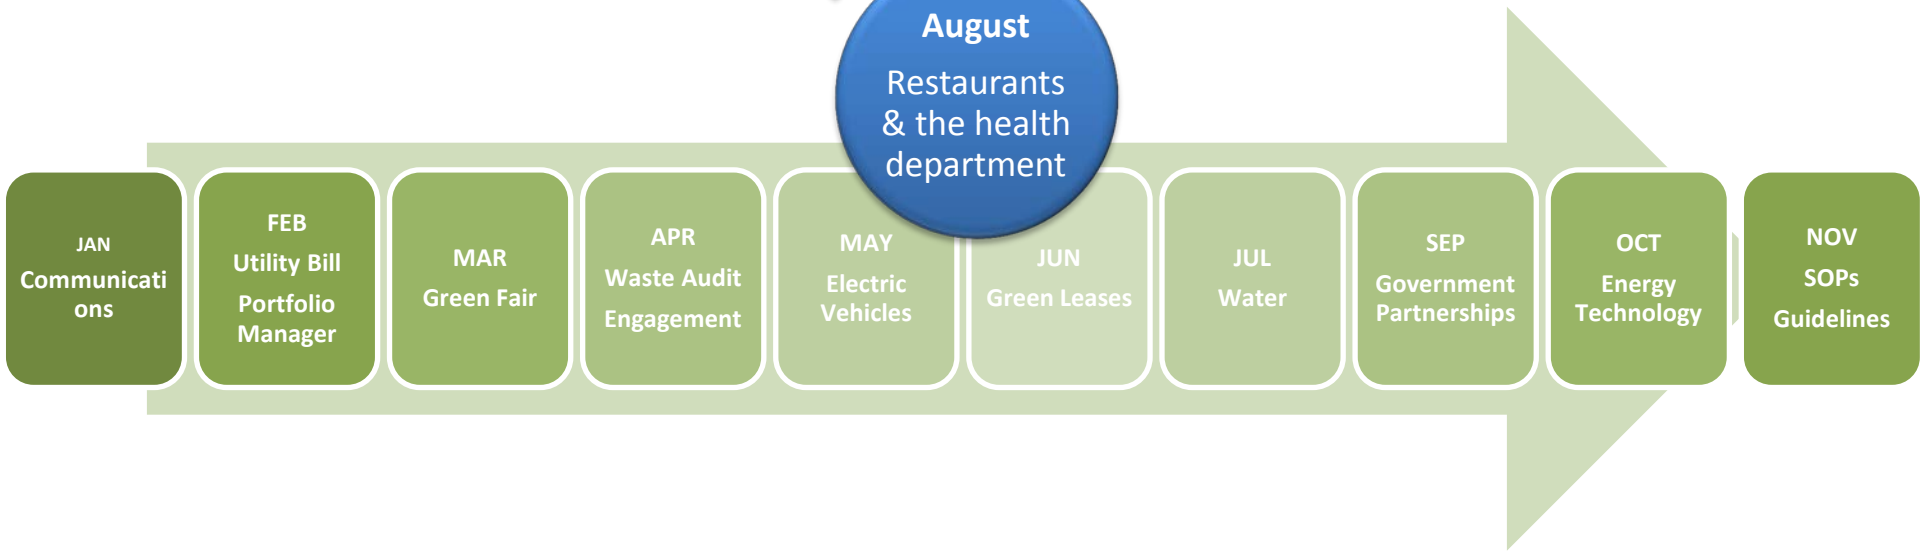 August
Restaurants
& the health
department
JAN
Communicati
ons
FEB
Utility Bill
Portfolio
Manager
MAR
Green Fair
APR
Waste Audit
Engagement
MAY
Electric
Vehicles
JUN
Green Leases
JUL
Water
SEP
Government
Partnerships
OCT
Energy
Technology
NOV
SOPs
Guidelines